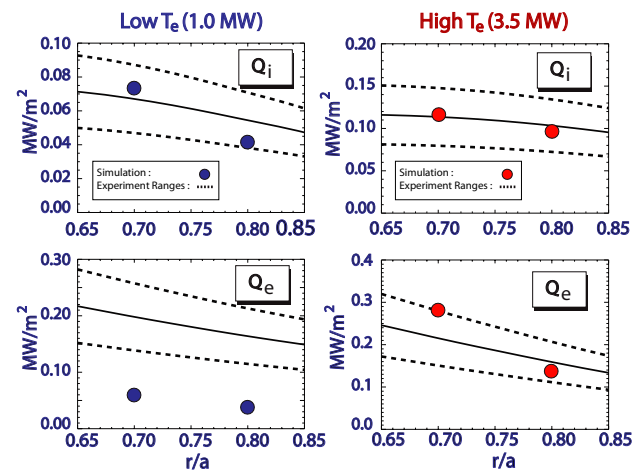 Low Te (1.0 MW)
High Te (3.5 MW)
0.10
0.08
0.06
0.04
0.02
0.00
MW/m2
Qi
Simulation :
Experiment Ranges :
0.65 0.70 0.75 0.80 0.85
0.20
0.15
0.10
0.05
0.00
MW/m2
Qi
Simulation :
Experiment Ranges :
0.65 0.70 0.75 0.80 0.85
0.30
0.20
0.10
0.00
MW/m2
Qe
0.65 0.70 0.75 0.80 0.85
r/a
0.4
0.3
0.2
0.1
0.0
MW/m2
Qe
0.65 0.70 0.75 0.80 0.85
r/a